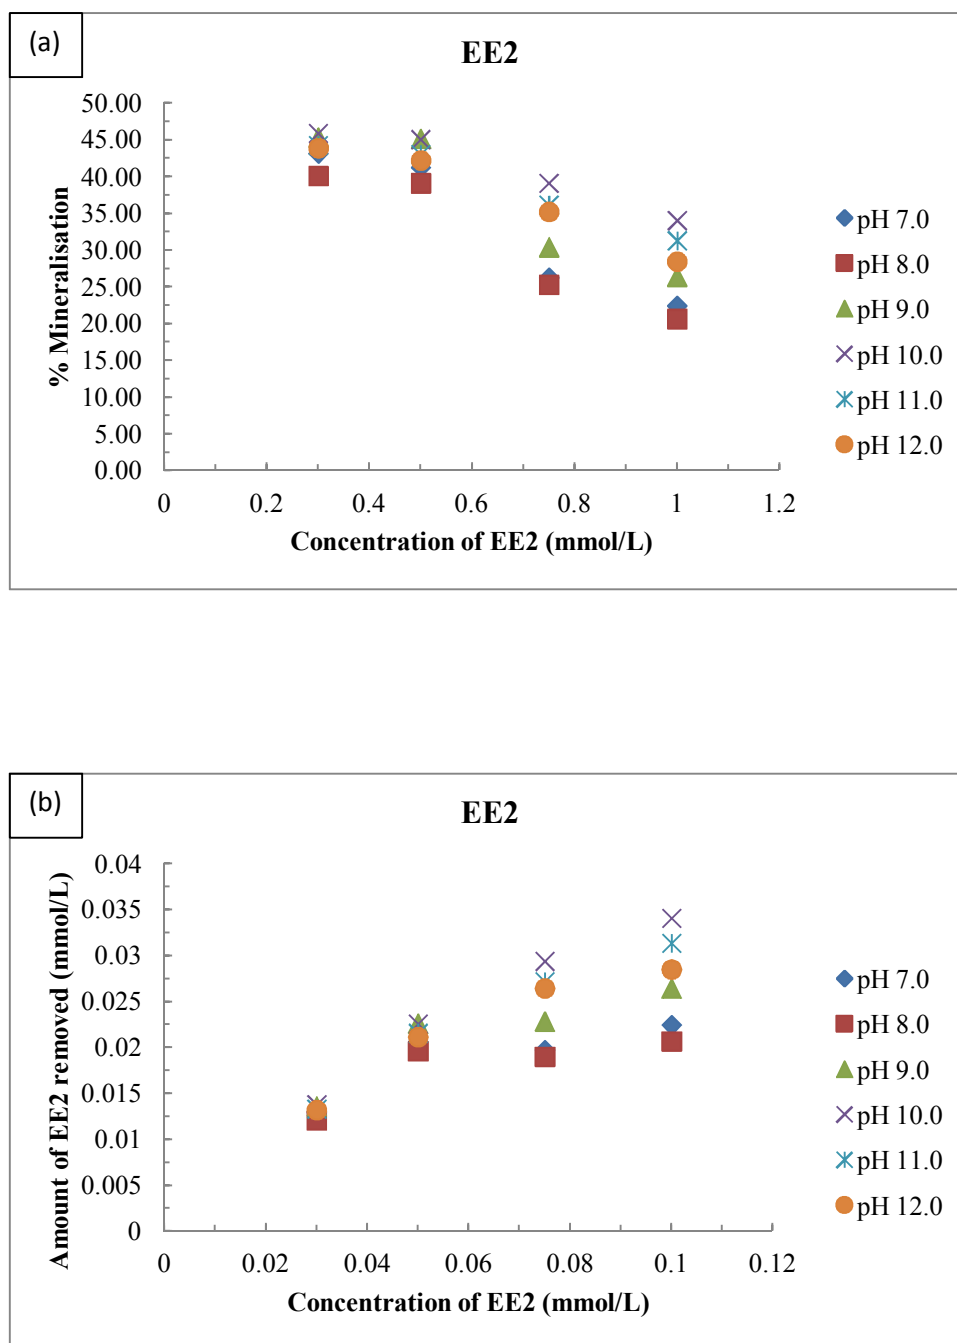 (a)
EE2
50.00
45.00
40.00
35.00
30.00
25.00
20.00
15.00
10.00
5.00
0.00
% Mineralisation
0 0.2 0.4 0.6 0.8 1 1.2
Concentration of EE2 (mmol/L)
pH 7.0
pH 8.0
pH 9.0
pH 10.0
pH 11.0
pH 12.0
(b)
EE2
0.04
0.035
0.03
0.025
0.02
0.015
0.01
0.005
0
Amount of EE2 removed (mmol/L)
0 0.02 0.04 0.06 0.08 0.1 0.12
Concentration of EE2 (mmol/L)
pH 7.0
pH 8.0
pH 9.0
pH 10.0
pH 11.0
pH 12.0